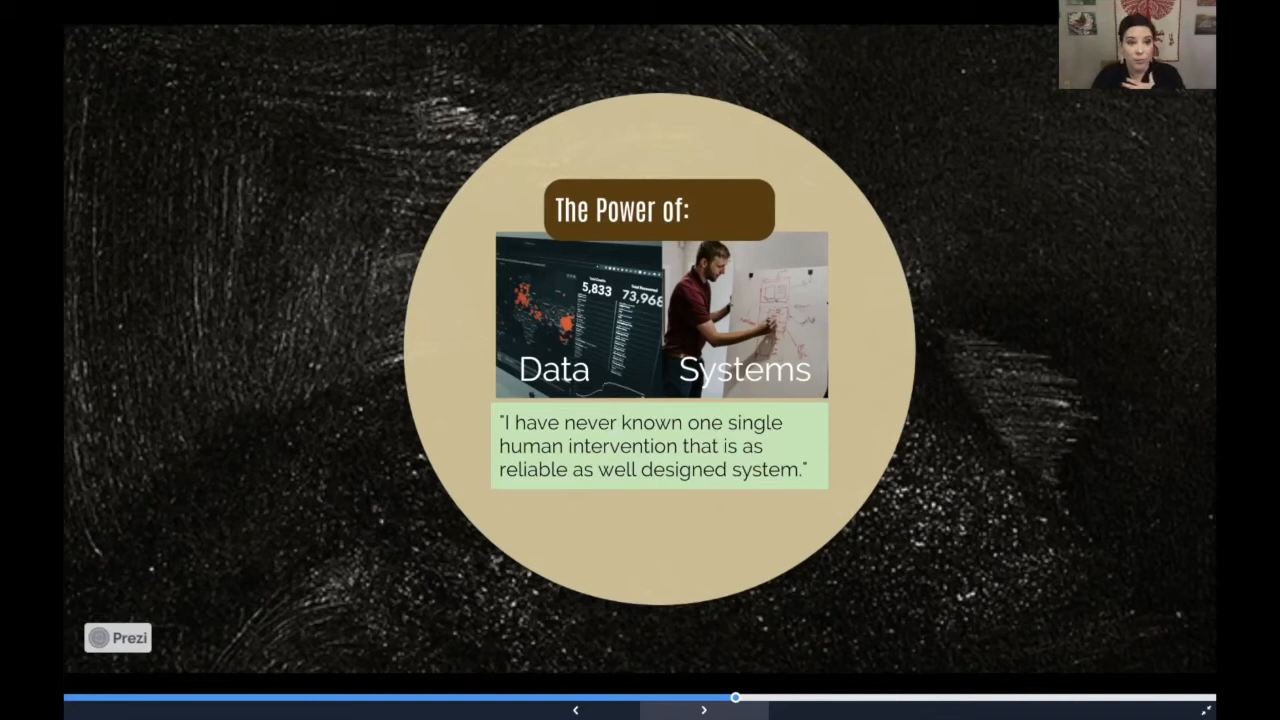 The Power of:
5,833
73,968
Data
Systems
"I have never known one single
human intervention that is as
reliable as well designed system."
Prezi